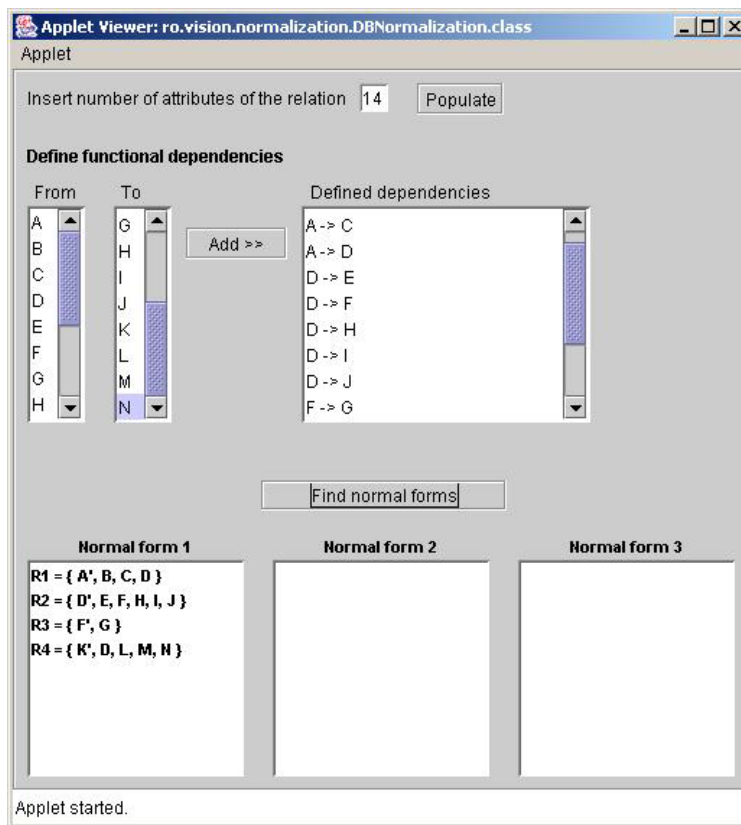 Applet Viewer: ro.vision.normalization.DBNormalization.class
Applet
Insert number of attributes of the relation 14 Populate
Define functional dependencies
From To Defined dependencies
A
B
C
D
E
F
G
H
G
H
I
J
K
L
M
N
Add >>
A -> C
A -> D
D -> E
D -> F
D -> H
D -> I
D -> J
F -> G
Find normal forms
Normal form 1
R1 = { A', B, C, D }
R2 = { D', E, F, H, I, J }
R3 = { F', G }
R4 = { K', D, L, M, N }
Normal form 2
Normal form 3
Applet started.